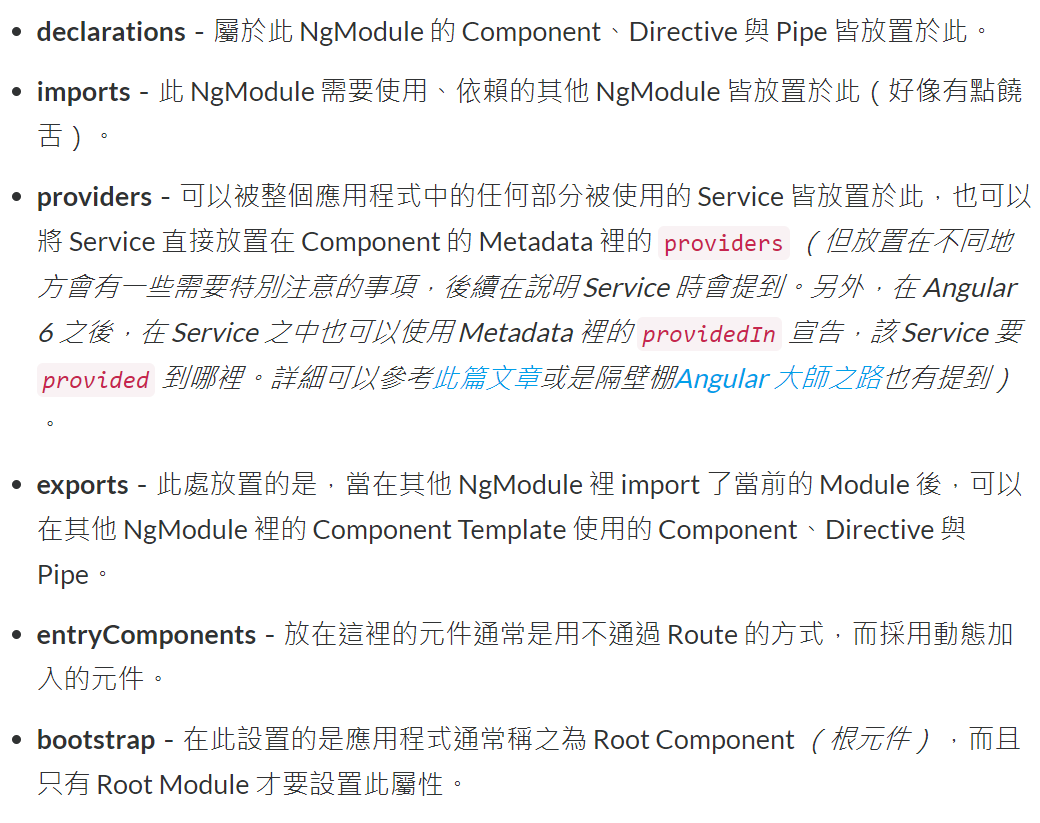 • declarations - 屬於此 NgModule 的 Component、Directive 與 Pipe 皆放置於此。
• imports - 此 NgModule 需要使用、依賴的其他 NgModule 皆放置於此（好像有點饒
舌）。
• providers - 可以被整個應用程式中的任何部分被使用的 Service 皆放置於此，也可以
將 Service 直接放置在 Component 的 Metadata 裡的 providers （但放置在不同地
方會有一些需要特別注意的事項，後續在說明 Service 時會提到。另外，在 Angular
6 之後，在 Service 之中也可以使用 Metadata 裡的 providedIn 宣告，該 Service 要
provided 到哪裡。詳細可以參考此篇文章或是隔壁棚Angular 大師之路也有提到）
。
• exports - 此處放置的是，當在其他 NgModule 裡 import 了當前的 Module 後，可以
在其他 NgModule 裡的 Component Template 使用的 Component、Directive 與
Pipe。
• entryComponents - 放在這裡的元件通常是用不通過 Route 的方式，而採用動態加
入的元件。
• bootstrap - 在此設置的是應用程式通常稱之為 Root Component （根元件），而且
只有 Root Module 才要設置此屬性。